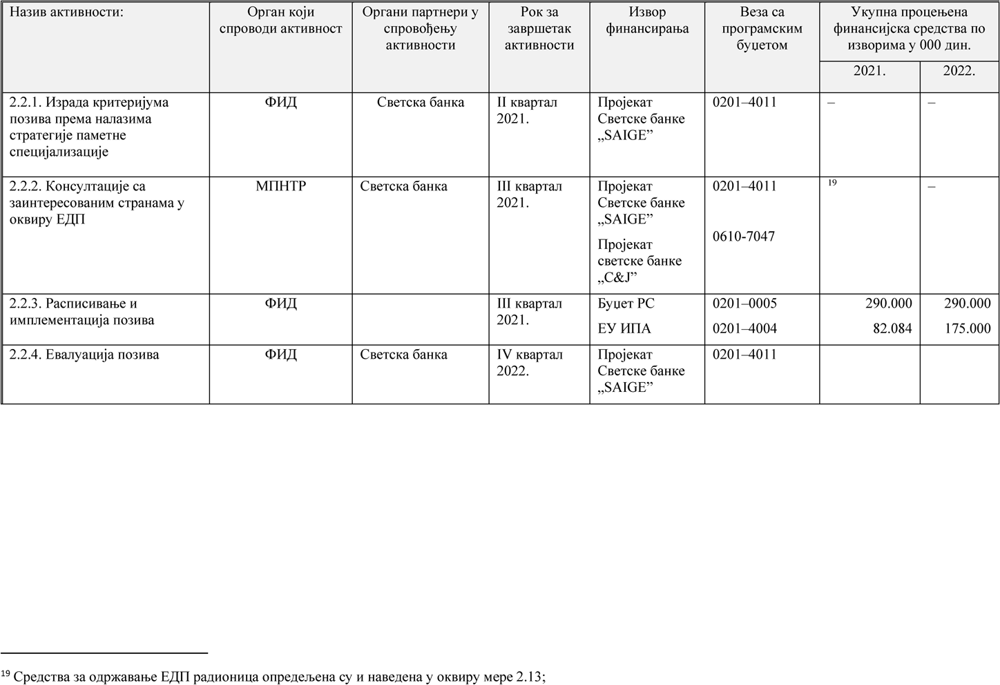 Назив активности:
Орган који
спроводи активност
Органи партнери у
спровођењу
активности
Рок за
завршетак
активности
Извор
финансирања
Веза са
програмским
буџетом
Укупна процењена
финансијска средства по
изворима у 000 дин.
2021.
2022.
2.2.1. Израда критеријума
позива према налазима
стратегије паметне
специјализације
ФИД
Светска банка
II квартал
2021.
Пројекат
Светске банке
„SAIGE”
0201–4011
–
–
2.2.2. Консултације са
заинтересованим странама у
оквиру ЕДП
МПНТР
Светска банка
III квартал
2021.
Пројекат
Светске банке
„SAIGE”
Пројекат
светске банке
„C&J”
0201–4011
0610-7047
19
–
2.2.3. Расписивање и
имплементација позива
ФИД
III квартал
2021.
Буџет РС
ЕУ ИПА
0201–0005
0201–4004
290.000
82.084
290.000
175.000
2.2.4. Евалуација позива
ФИД
Светска банка
IV квартал
2022.
Пројекат
Светске банке
„SAIGE”
0201–4011
19 Средства за одржавање ЕДП радионица опредељена су и наведена у оквиру мере 2.13;